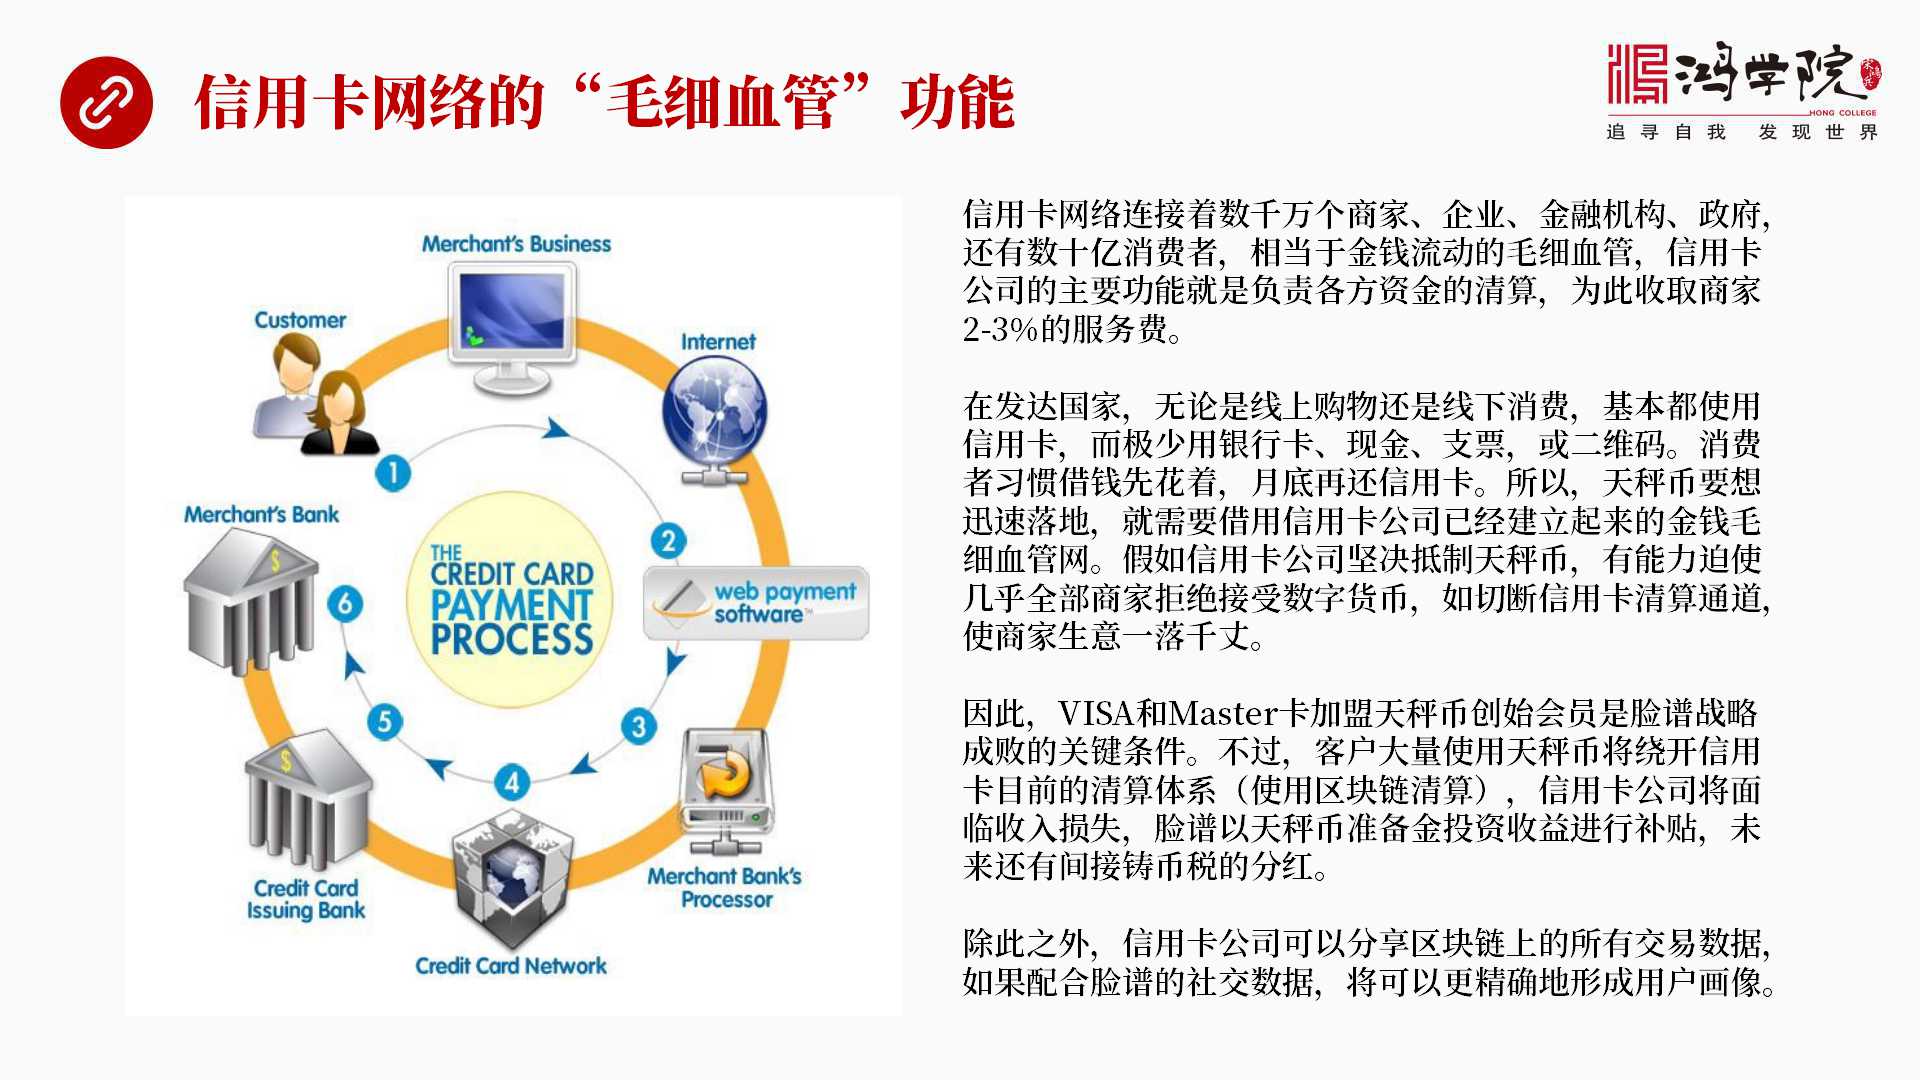 信用卡网络的“毛细血管”功能
鸿学院
HONG COLLEGE
追寻自我 发现世界
Merchant's Business
Customer
Internet
1
Merchant's Bank
2
THE
CREDIT CARD
PAYMENT
PROCESS
web payment
software™
6
5
3
4
Merchant Bank's
Processor
Credit Card
Issuing Bank
Credit Card Network
信用卡网络连接着数千万个商家、企业、金融机构、政府，
还有数十亿消费者，相当于金钱流动的毛细血管，信用卡
公司的主要功能就是负责各方资金的清算，为此收取商家
2-3%的服务费。
在发达国家，无论是线上购物还是线下消费，基本都使用
信用卡，而极少用银行卡、现金、支票，或二维码。消费
者习惯借钱先花着，月底再还信用卡。所以，天秤币要想
迅速落地，就需要借用信用卡公司已经建立起来的金钱毛
细血管网。假如信用卡公司坚决抵制天秤币，有能力迫使
几乎全部商家拒绝接受数字货币，如切断信用卡清算通道，
使商家生意一落千丈。
因此，VISA和Master卡加盟天秤币创始会员是脸谱战略
成败的关键条件。不过，客户大量使用天秤币将绕开信用
卡目前的清算体系（使用区块链清算），信用卡公司将面
临收入损失，脸谱以天秤币准备金投资收益进行补贴，未
来还有间接铸币税的分红。
除此之外，信用卡公司可以分享区块链上的所有交易数据，
如果配合脸谱的社交数据，将可以更精确地形成用户画像。